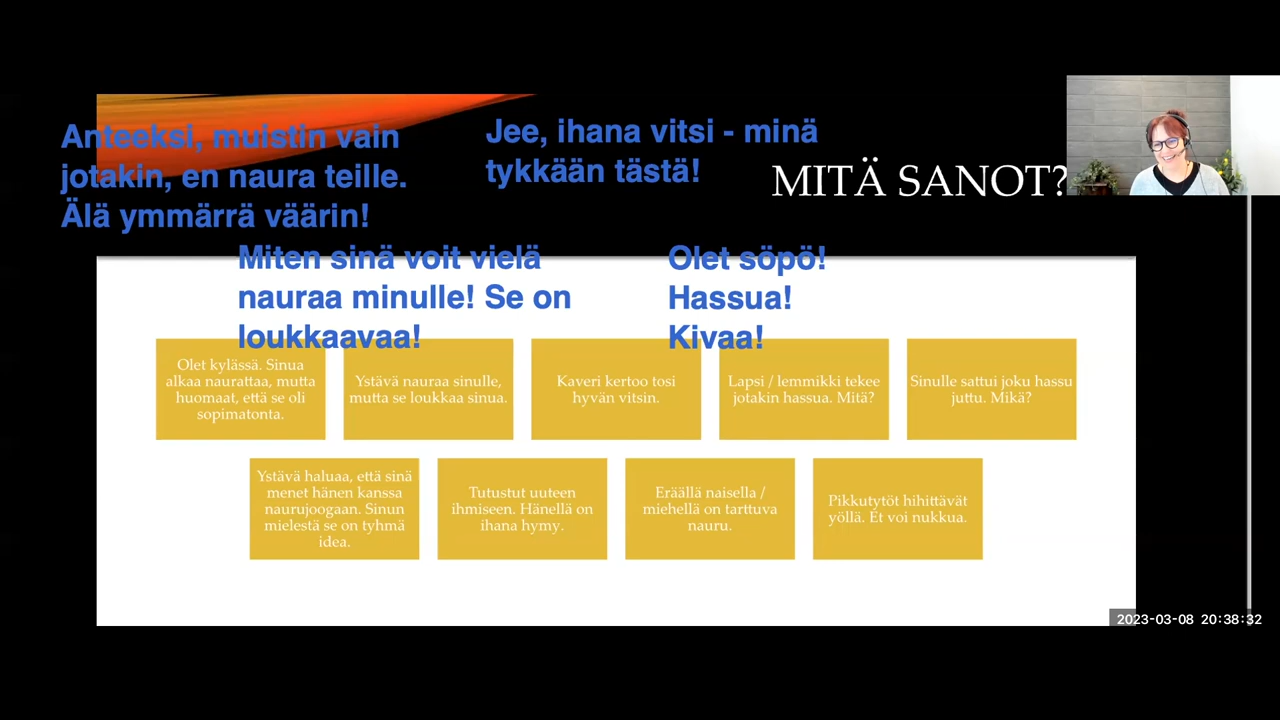 Anteeksi, muistin vain
jotakin, en naura teille.
Älä ymmärrä väärin!
Jee, ihana vitsi - minä
tykkään tästä!
MITÄ SANOT?
Miten sinä voit vielä
nauraa minulle! Se on
loukkaavaa!
Olet söpö!
Hassua!
Kivaa!
Olet kylässä. Sinua
alkaa naurattaa, mutta
huomaat, että se oli
sopimatonta.
Ystävä nauraa sinulle,
mutta se loukkaa sinua.
Kaveri kertoo tosi
hyvän vitsin.
Lapsi / lemmikki tekee
jotakin hassua. Mitä?
Sinulle sattui joku hassu
juttu. Mikä?
Ystävä haluaa, että sinä
menet hänen kanssa
naurujoogaan. Sinun
mielestä se on tyhmä
idea.
Tutustut uuteen
ihmiseen. Hänellä on
ihana hymy.
Eräällä naisella /
miehellä on tarttuva
nauru.
Pikkutytöt hihittävät
yöllä. Et voi nukkua.
2023-03-08 20:38:32